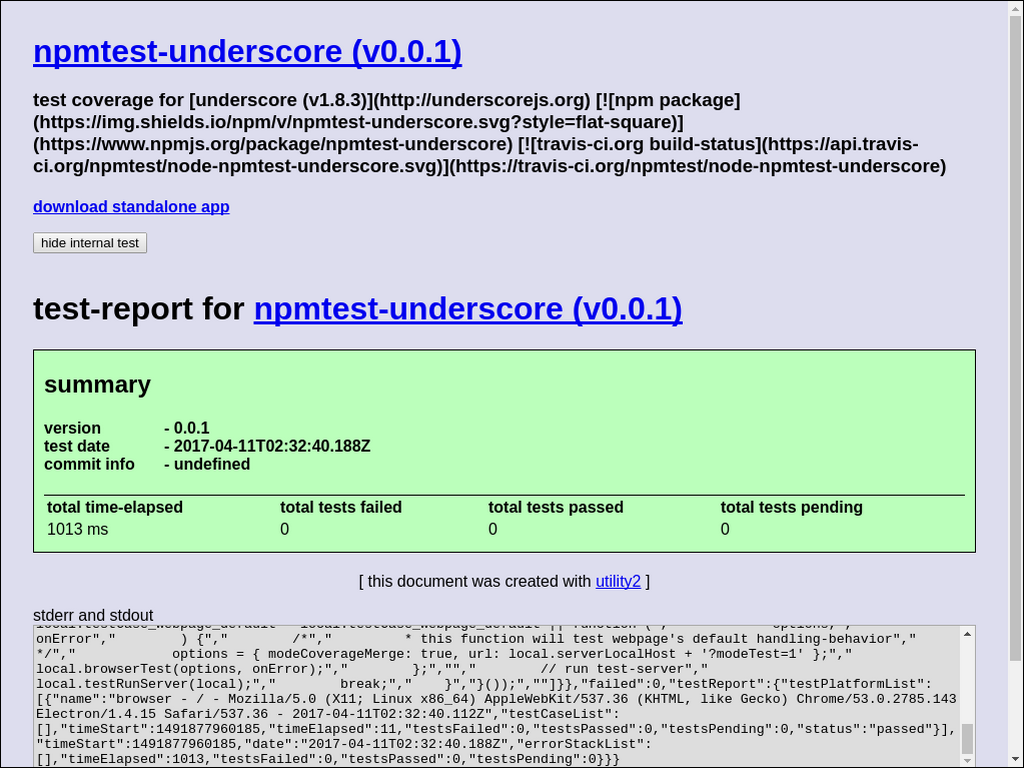 npmtest-underscore (v0.0.1)
test coverage for [underscore (v1.8.3)](http://underscorejs.org) [![npm package]
(https://img.shields.io/npm/v/npmtest-underscore.svg?style=flat-square)]
(https://www.npmjs.org/package/npmtest-underscore) [![travis-ci.org build-status](https://api.travis-
ci.org/npmtest/node-npmtest-underscore.svg)](https://travis-ci.org/npmtest/node-npmtest-underscore)
download standalone app
hide internal test
test-report for npmtest-underscore (v0.0.1)
summary
version - 0.0.1
test date - 2017-04-11T02:32:40.188Z
commit info - undefined
total time-elapsed total tests failed total tests passed total tests pending
1013 ms 0 0 0
[ this document was created with utility2 ]
stderr and stdout
onError","        ) {","        /*","         * this function will test webpage's default handling-behavior","
*/","            options = { modeCoverageMerge: true, url: local.serverLocalHost + '?modeTest=1' };","
local.browserTest(options, onError);","        };","","        // run test-server","
local.testRunServer(local);","        break;","    }","}());",""]}},"failed":0,"testReport":{"testPlatformList":
[{"name":"browser - / - Mozilla/5.0 (X11; Linux x86_64) AppleWebKit/537.36 (KHTML, like Gecko) Chrome/53.0.2785.143
Electron/1.4.15 Safari/537.36 - 2017-04-11T02:32:40.112Z","testCaseList":
[],"timeStart":1491877960185,"timeElapsed":11,"testsFailed":0,"testsPassed":0,"testsPending":0,"status":"passed"}],
"timeStart":1491877960185,"date":"2017-04-11T02:32:40.188Z","errorStackList":
[],"timeElapsed":1013,"testsFailed":0,"testsPassed":0,"testsPending":0}}}